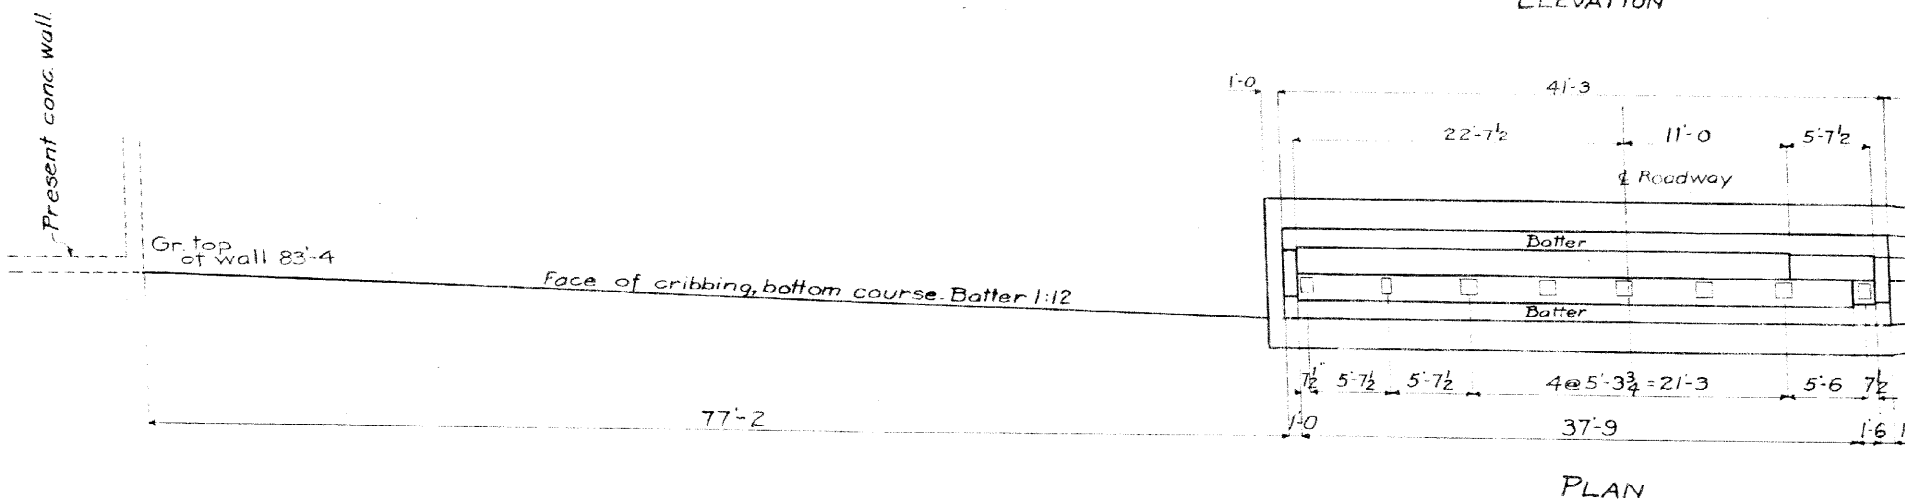 ELEVATION
Present conc. wall.
1'-0
41'-3
22'-7½
11'-0
5'-7½
℄ Roadway
Gr. top
of wall 83'-4
Batter
Face of cribbing, bottom course. Batter 1:12
Batter
7½
5'-7½
5'-7½
4@5'-3¾=21'-3
5'-6
7½
77'-2
1'-0
37'-9
1'-6
PLAN